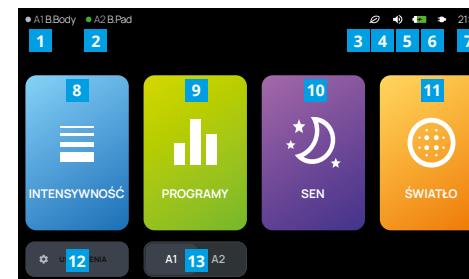 A1 B.Body A2 B.Pad 21:
1 2 3 4 5 6 7
8 9 10 11
INTENSYWNOŚĆ PROGRAMY SEN ŚWIATŁO
12 A1 13 A2